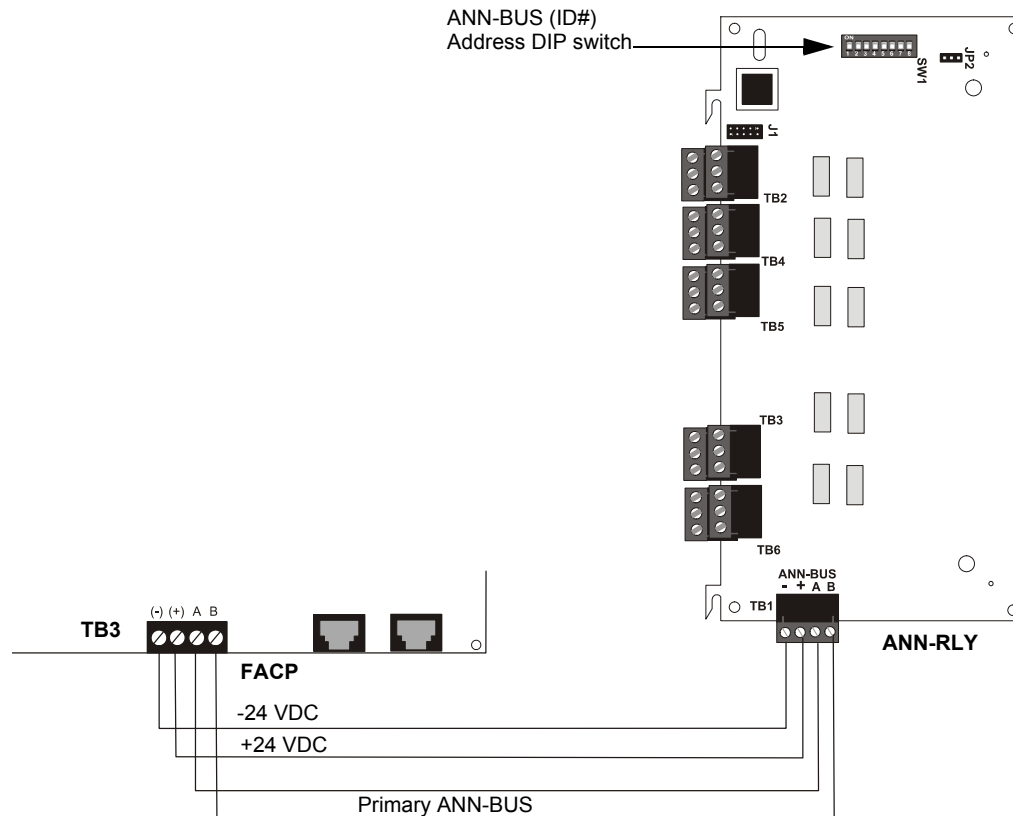 ANN-BUS (ID#)
Address DIP switch
ON
1 2 3 4 5 6 7 8
SW1
JP2
J1
TB2
TB4
TB5
TB3
TB6
ANN-BUS
- + A B
TB1
ANN-RLY
(-) (+) A B
TB3
FACP
-24 VDC
+24 VDC
Primary ANN-BUS